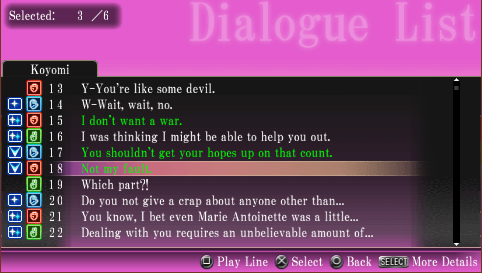 Selected: 3 / 6
Dialogue List
Koyomi
13 Y-You're like some devil.
14 W-Wait, wait, no.
15 I don't want a war.
16 I was thinking I might be able to help you out.
17 You shouldn't get your hopes up on that count.
18 Not my fault.
19 Which part?!
20 Do you not give a crap about anyone other than…
21 You know, I bet even Marie Antoinette was a little…
22 Dealing with you requires an unbelievable amount of…
Play Line Select Back SELECT More Details